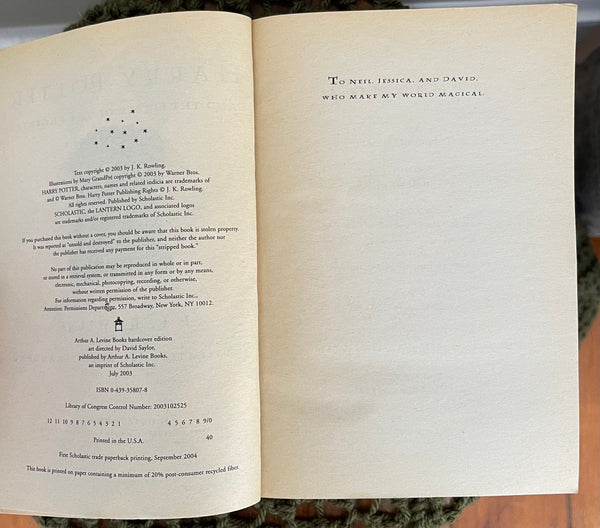 Text copyright © 2003 by J. K. Rowling.
Illustrations by Mary GrandPré copyright © 2003 by Warner Bros.
HARRY POTTER, characters, names and related indicia are trademarks of
and © Warner Bros. Harry Potter Publishing Rights © J. K. Rowling.
All rights reserved. Published by Scholastic Inc.
SCHOLASTIC, the LANTERN LOGO, and associated logos
are trademarks and/or registered trademarks of Scholastic Inc.
If you purchased this book without a cover, you should be aware that this book is stolen property.
It was reported as "unsold and destroyed" to the publisher, and neither the author nor
the publisher has received any payment for this "stripped book."
No part of this publication may be reproduced in whole or in part,
or stored in a retrieval system, or transmitted in any form or by any means,
electronic, mechanical, photocopying, recording, or otherwise,
without written permission of the publisher.
For information regarding permission, write to Scholastic Inc.,
Attention: Permissions Department, 557 Broadway, New York, NY 10012.
Arthur A. Levine Books hardcover edition
art directed by David Saylor,
published by Arthur A. Levine Books,
an imprint of Scholastic Inc.
July 2003
ISBN 0-439-35807-8
Library of Congress Control Number: 2003102525
12 11 10 9 8 7 6 5 4 3 2 1 4 5 6 7 8 9/0
Printed in the U.S.A. 40
First Scholastic trade paperback printing, September 2004
This book is printed on paper containing a minimum of 20% post-consumer recycled fiber.
To Neil, Jessica, and David,
who make my world magical.